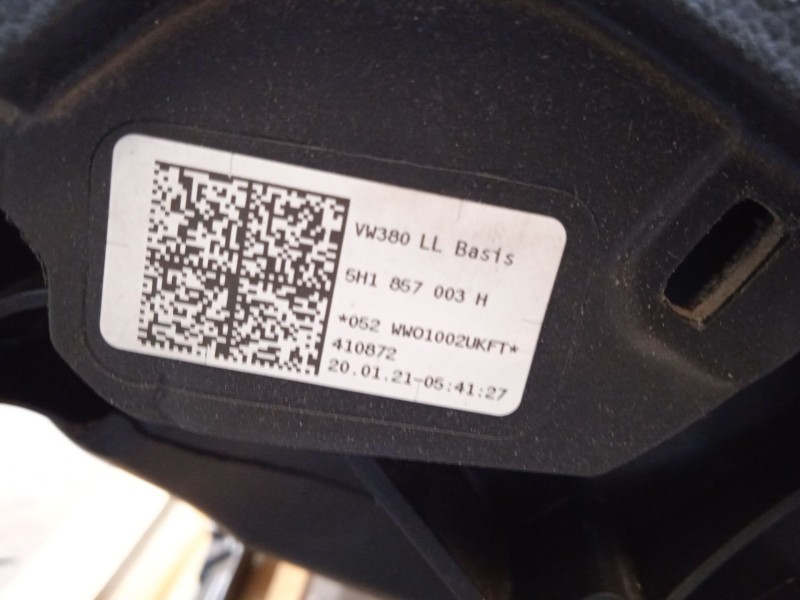 VW380 LL Basis
5H1 857 003 H
*052 WWO1002UKFT*
410872
20.01.21-05:41:27